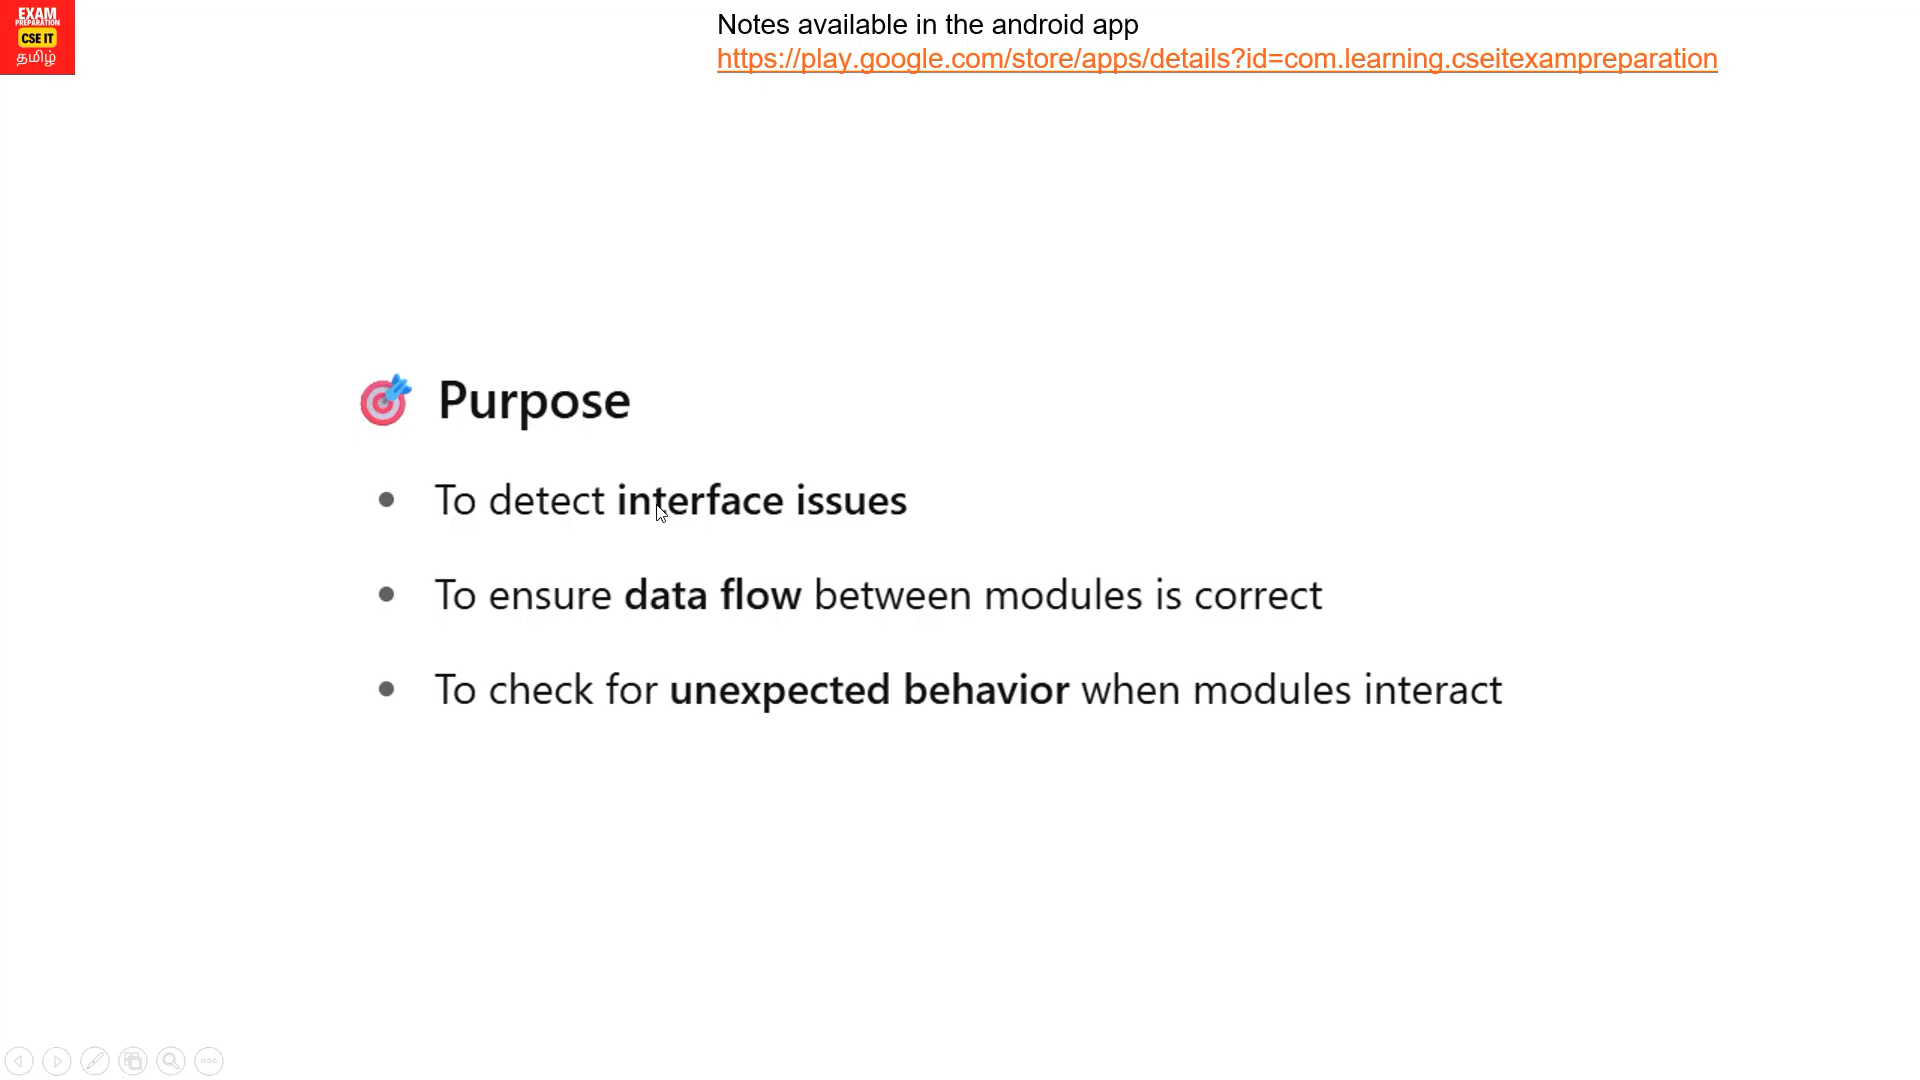 EXAM
PREPARATION
CSE IT
தமிழ்
Notes available in the android app
https://play.google.com/store/apps/details?id=com.learning.cseitexampreparation
Purpose
To detect interface issues
To ensure data flow between modules is correct
To check for unexpected behavior when modules interact